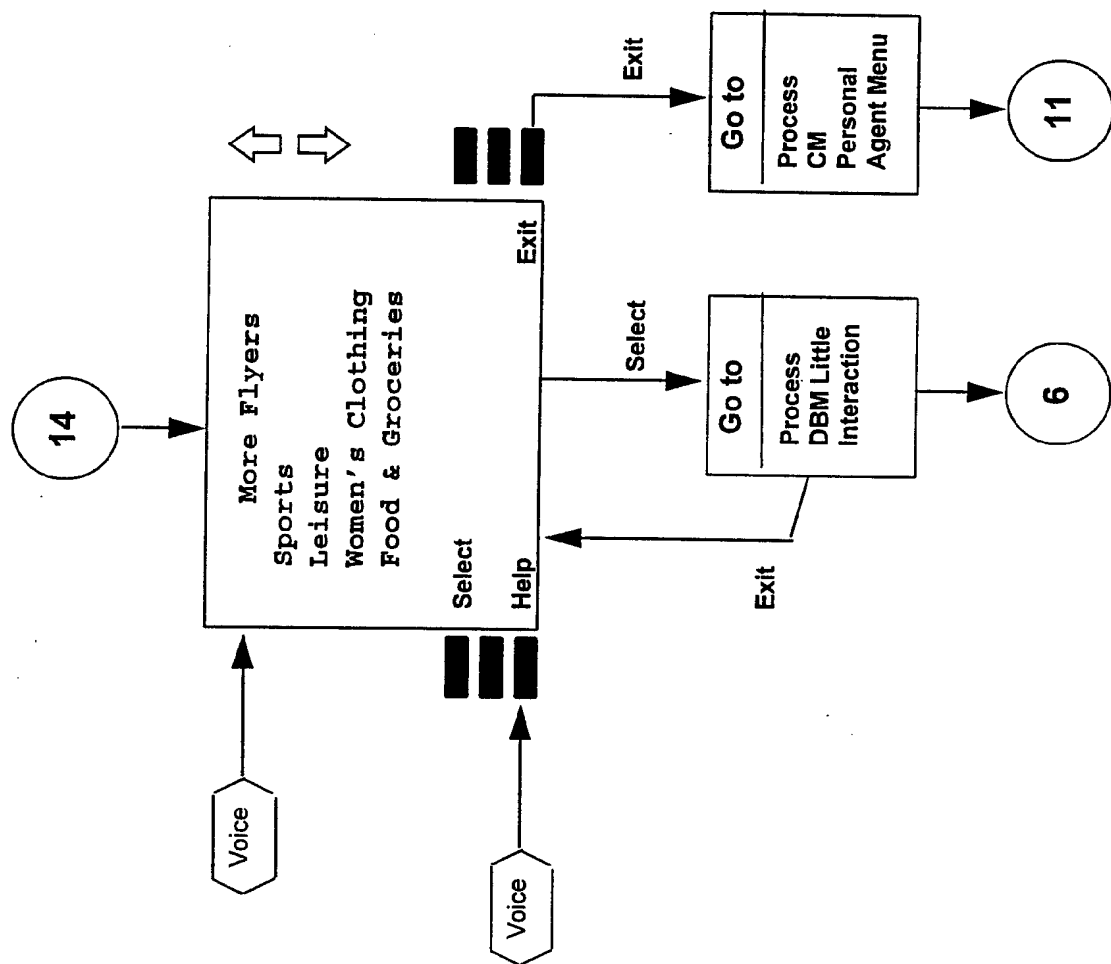 14
Voice
More Flyers
Sports
Leisure
Women's Clothing
Food & Groceries
Select
Help
Exit
Voice
Exit
Select
Exit
Go to
Process
DBM Little
Interaction
Go to
Process
CM
Personal
Agent Menu
6
11